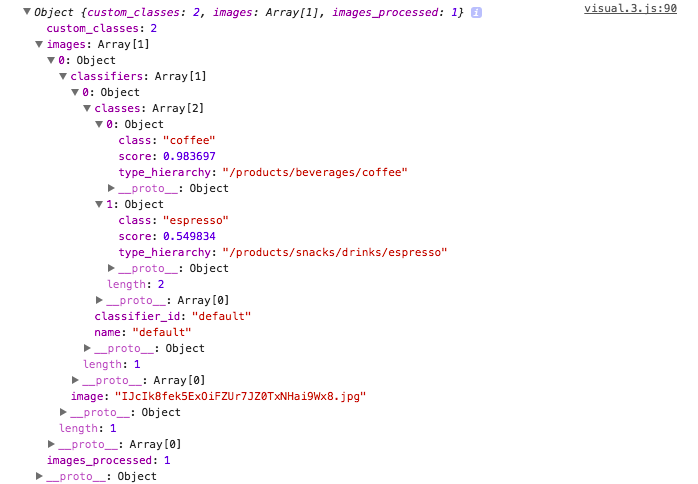 Object {custom_classes: 2, images: Array[1], images_processed: 1} i
visual.3.js:90
custom_classes: 2
images: Array[1]
0: Object
classifiers: Array[1]
0: Object
classes: Array[2]
0: Object
class: "coffee"
score: 0.983697
type_hierarchy: "/products/beverages/coffee"
__proto__: Object
1: Object
class: "espresso"
score: 0.549834
type_hierarchy: "/products/snacks/drinks/espresso"
__proto__: Object
length: 2
__proto__: Array[0]
classifier_id: "default"
name: "default"
__proto__: Object
length: 1
__proto__: Array[0]
image: "IJcIk8fek5ExOiFZUr7JZ0TxNHai9Wx8.jpg"
__proto__: Object
length: 1
__proto__: Array[0]
images_processed: 1
__proto__: Object